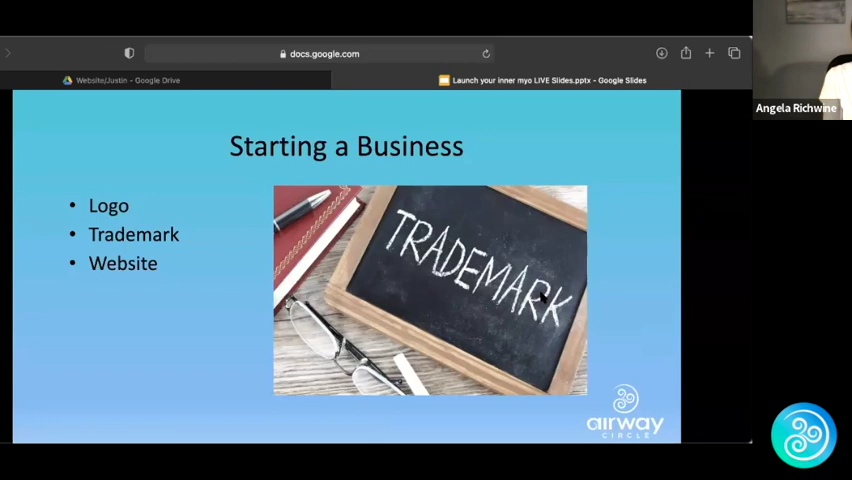 docs.google.com
Website/Justin - Google Drive
Launch your inner myo LIVE Slides.pptx - Google Slides
Angela Richwine
Starting a Business
• Logo
• Trademark
• Website
TRADEMARK
airway
CIRCLE